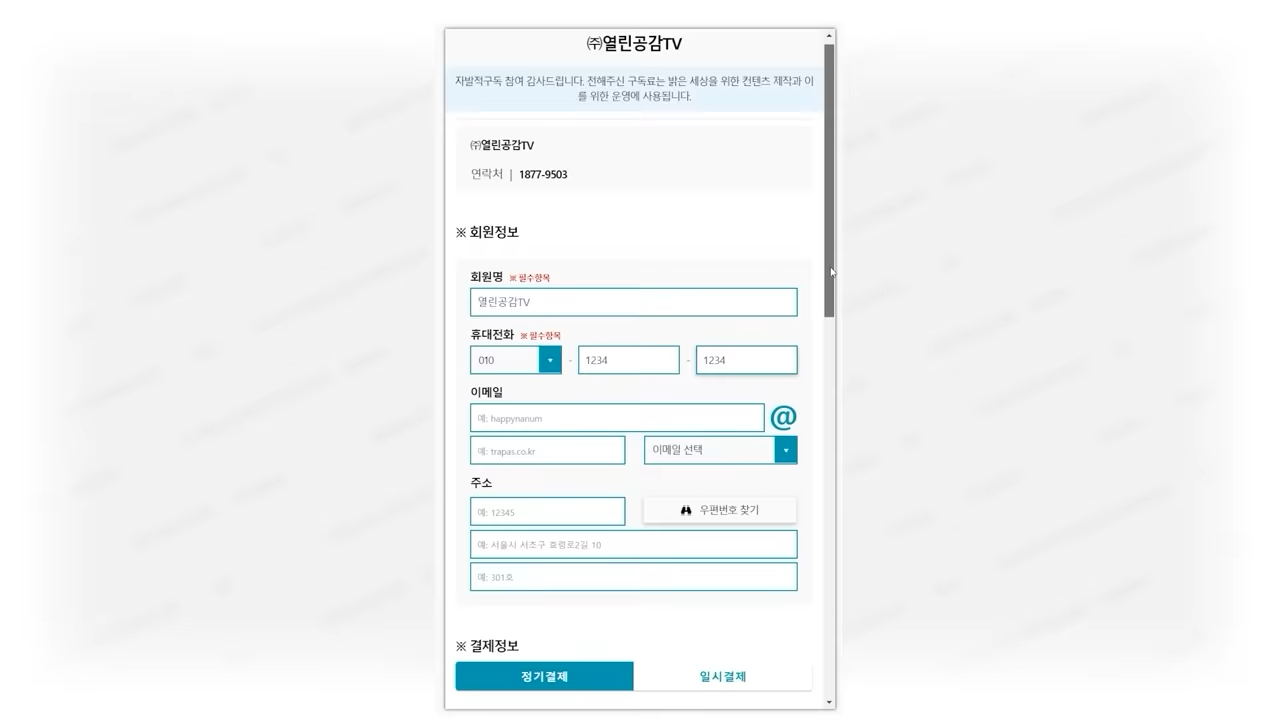 ㈜열린공감TV
자발적구독 참여 감사드립니다. 전해주신 구독료는 밝은 세상을 위한 컨텐츠 제작과 이
를 위한 운영에 사용됩니다.
㈜열린공감TV
연락처 | 1877-9503
※ 회원정보
회원명 ※ 필수항목
열린공감TV
휴대전화 ※ 필수항목
010 - 1234 - 1234
이메일
예: happynanum @
예: trapas.co.kr 이메일 선택
주소
예: 12345 우편번호 찾기
예: 서울시 서초구 효령로2길 10
예: 301호
※ 결제정보
정기결제 일시결제